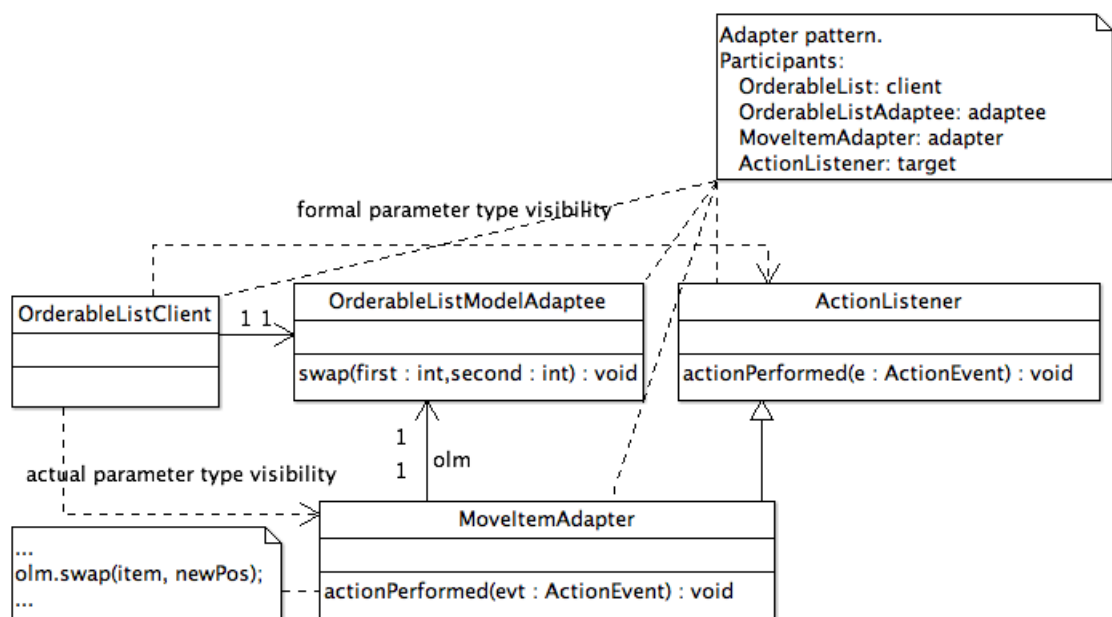 Adapter pattern.
Participants:
OrderableList: client
OrderableListAdaptee: adaptee
MoveItemAdapter: adapter
ActionListener: target
formal parameter type visibility
OrderableListClient
1 1
OrderableListModelAdaptee
swap(first : int,second : int) : void
ActionListener
actionPerformed(e : ActionEvent) : void
1
1
olm
actual parameter type visibility
MoveItemAdapter
actionPerformed(evt : ActionEvent) : void
...
olm.swap(item, newPos);
...